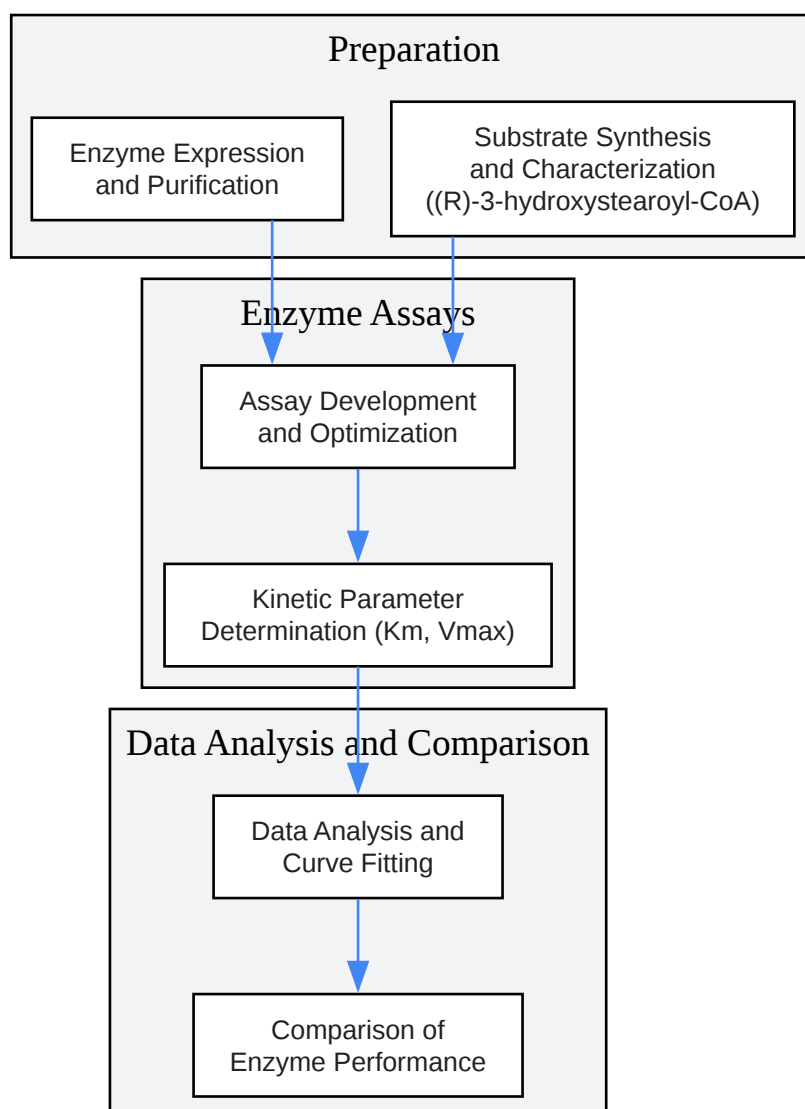 Preparation
Enzyme Expression
and Purification
Substrate Synthesis
and Characterization
((R)-3-hydroxystearoyl-CoA)
Enzyme Assays
Assay Development
and Optimization
Kinetic Parameter
Determination (Km, Vmax)
Data Analysis and Comparison
Data Analysis and
Curve Fitting
Comparison of
Enzyme Performance